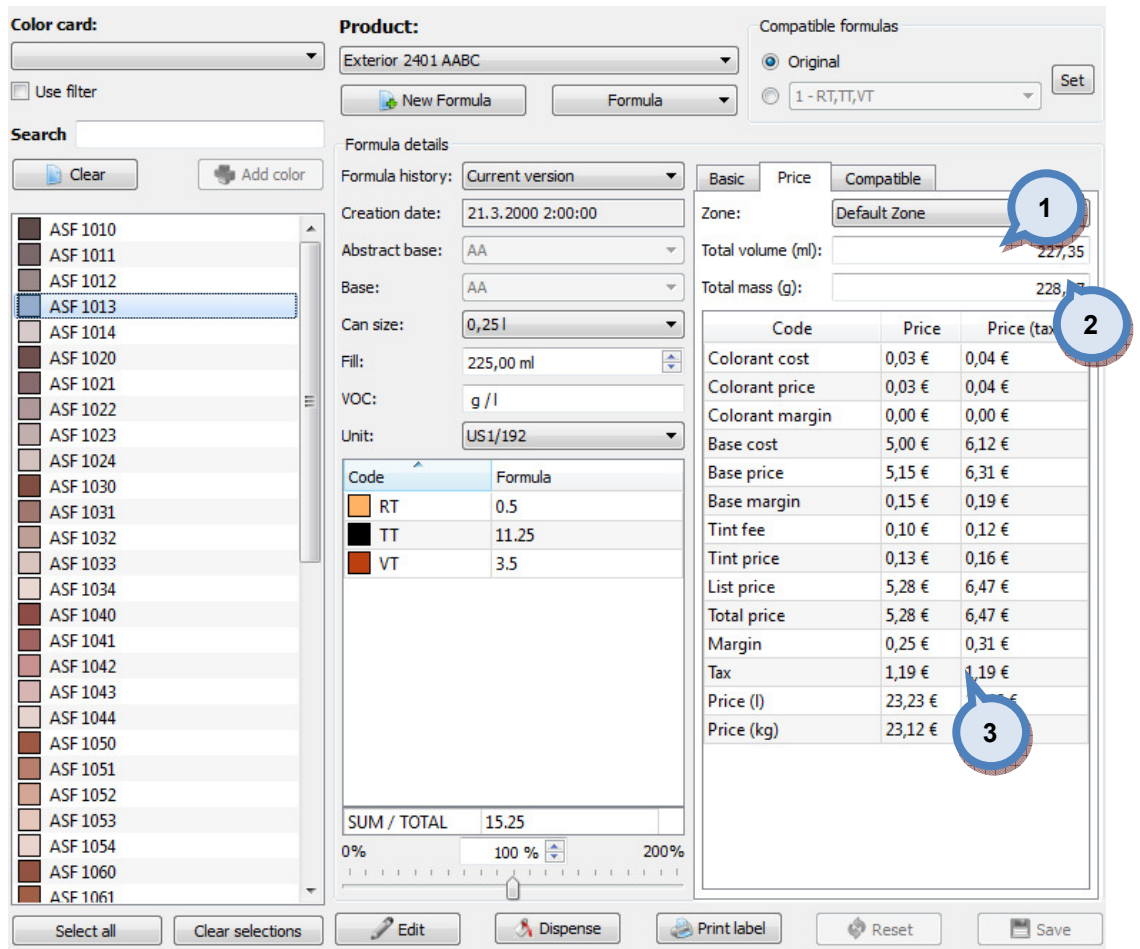 Color card:
Use filter
Search
Clear
Add color
ASF 1010
ASF 1011
ASF 1012
ASF 1013
ASF 1014
ASF 1020
ASF 1021
ASF 1022
ASF 1023
ASF 1024
ASF 1030
ASF 1031
ASF 1032
ASF 1033
ASF 1034
ASF 1040
ASF 1041
ASF 1042
ASF 1043
ASF 1044
ASF 1050
ASF 1051
ASF 1052
ASF 1053
ASF 1054
ASF 1060
ASF 1061
Select all
Clear selections
Product:
Exterior 2401 AABC
New Formula
Formula
Compatible formulas
Original
1 - RT,TT,VT
Set
Formula details
Formula history: Current version
Creation date: 21.3.2000 2:00:00
Abstract base: AA
Base: AA
Can size: 0,25 l
Fill: 225,00 ml
VOC: g / l
Unit: US1/192
Code Formula
RT 0.5
TT 11.25
VT 3.5
SUM / TOTAL 15.25
0% 100 % 200%
Basic Price Compatible
Zone: Default Zone
1
Total volume (ml): 227,35
Total mass (g):
2
Code Price Price
Colorant cost 0,03 € 0,04 €
Colorant price 0,03 € 0,04 €
Colorant margin 0,00 € 0,00 €
Base cost 5,00 € 6,12 €
Base price 5,15 € 6,31 €
Base margin 0,15 € 0,19 €
Tint fee 0,10 € 0,12 €
Tint price 0,13 € 0,16 €
List price 5,28 € 6,47 €
Total price 5,28 € 6,47 €
Margin 0,25 € 0,31 €
Tax 1,19 € 1,19 €
Price (l) 23,23 €
Price (kg) 23,12 €
3
Edit
Dispense
Print label
Reset
Save